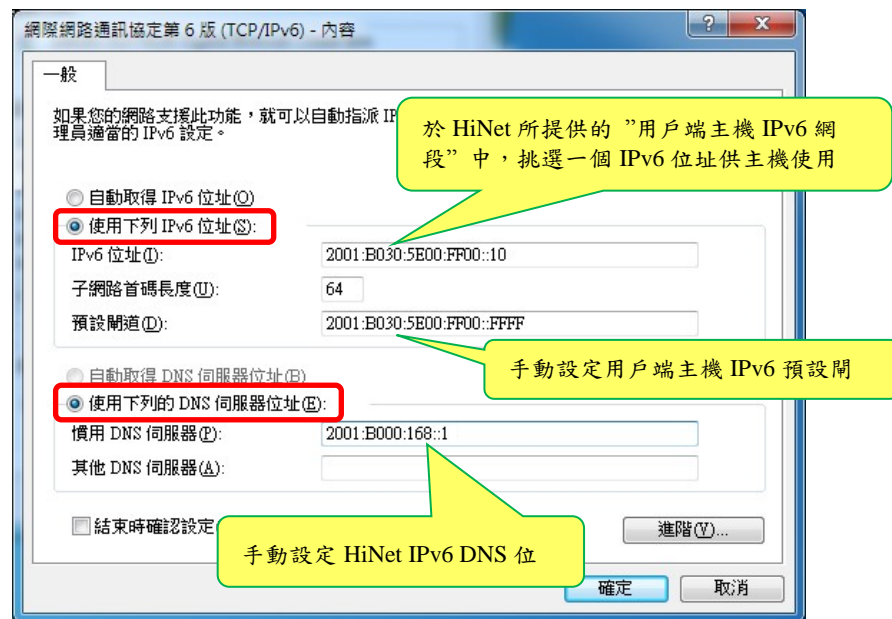 網際網路通訊協定第 6 版 (TCP/IPv6) - 內容
一般
如果您的網路支援此功能，就可以自動指派 IP
理員適當的 IPv6 設定。
於 HiNet 所提供的 ”用戶端主機 IPv6 網
段” 中，挑選一個 IPv6 位址供主機使用
自動取得 IPv6 位址(O)
使用下列 IPv6 位址(S):
IPv6 位址(I): 2001:B030:5E00:FF00::10
子網路首碼長度(U): 64
預設閘道(D): 2001:B030:5E00:FF00::FFFF
手動設定用戶端主機 IPv6 預設閘
自動取得 DNS 伺服器位址(B)
使用下列的 DNS 伺服器位址(E):
慣用 DNS 伺服器(P): 2001:B000:168::1
其他 DNS 伺服器(A):
結束時確認設定
進階(V)...
手動設定 HiNet IPv6 DNS 位
確定 取消